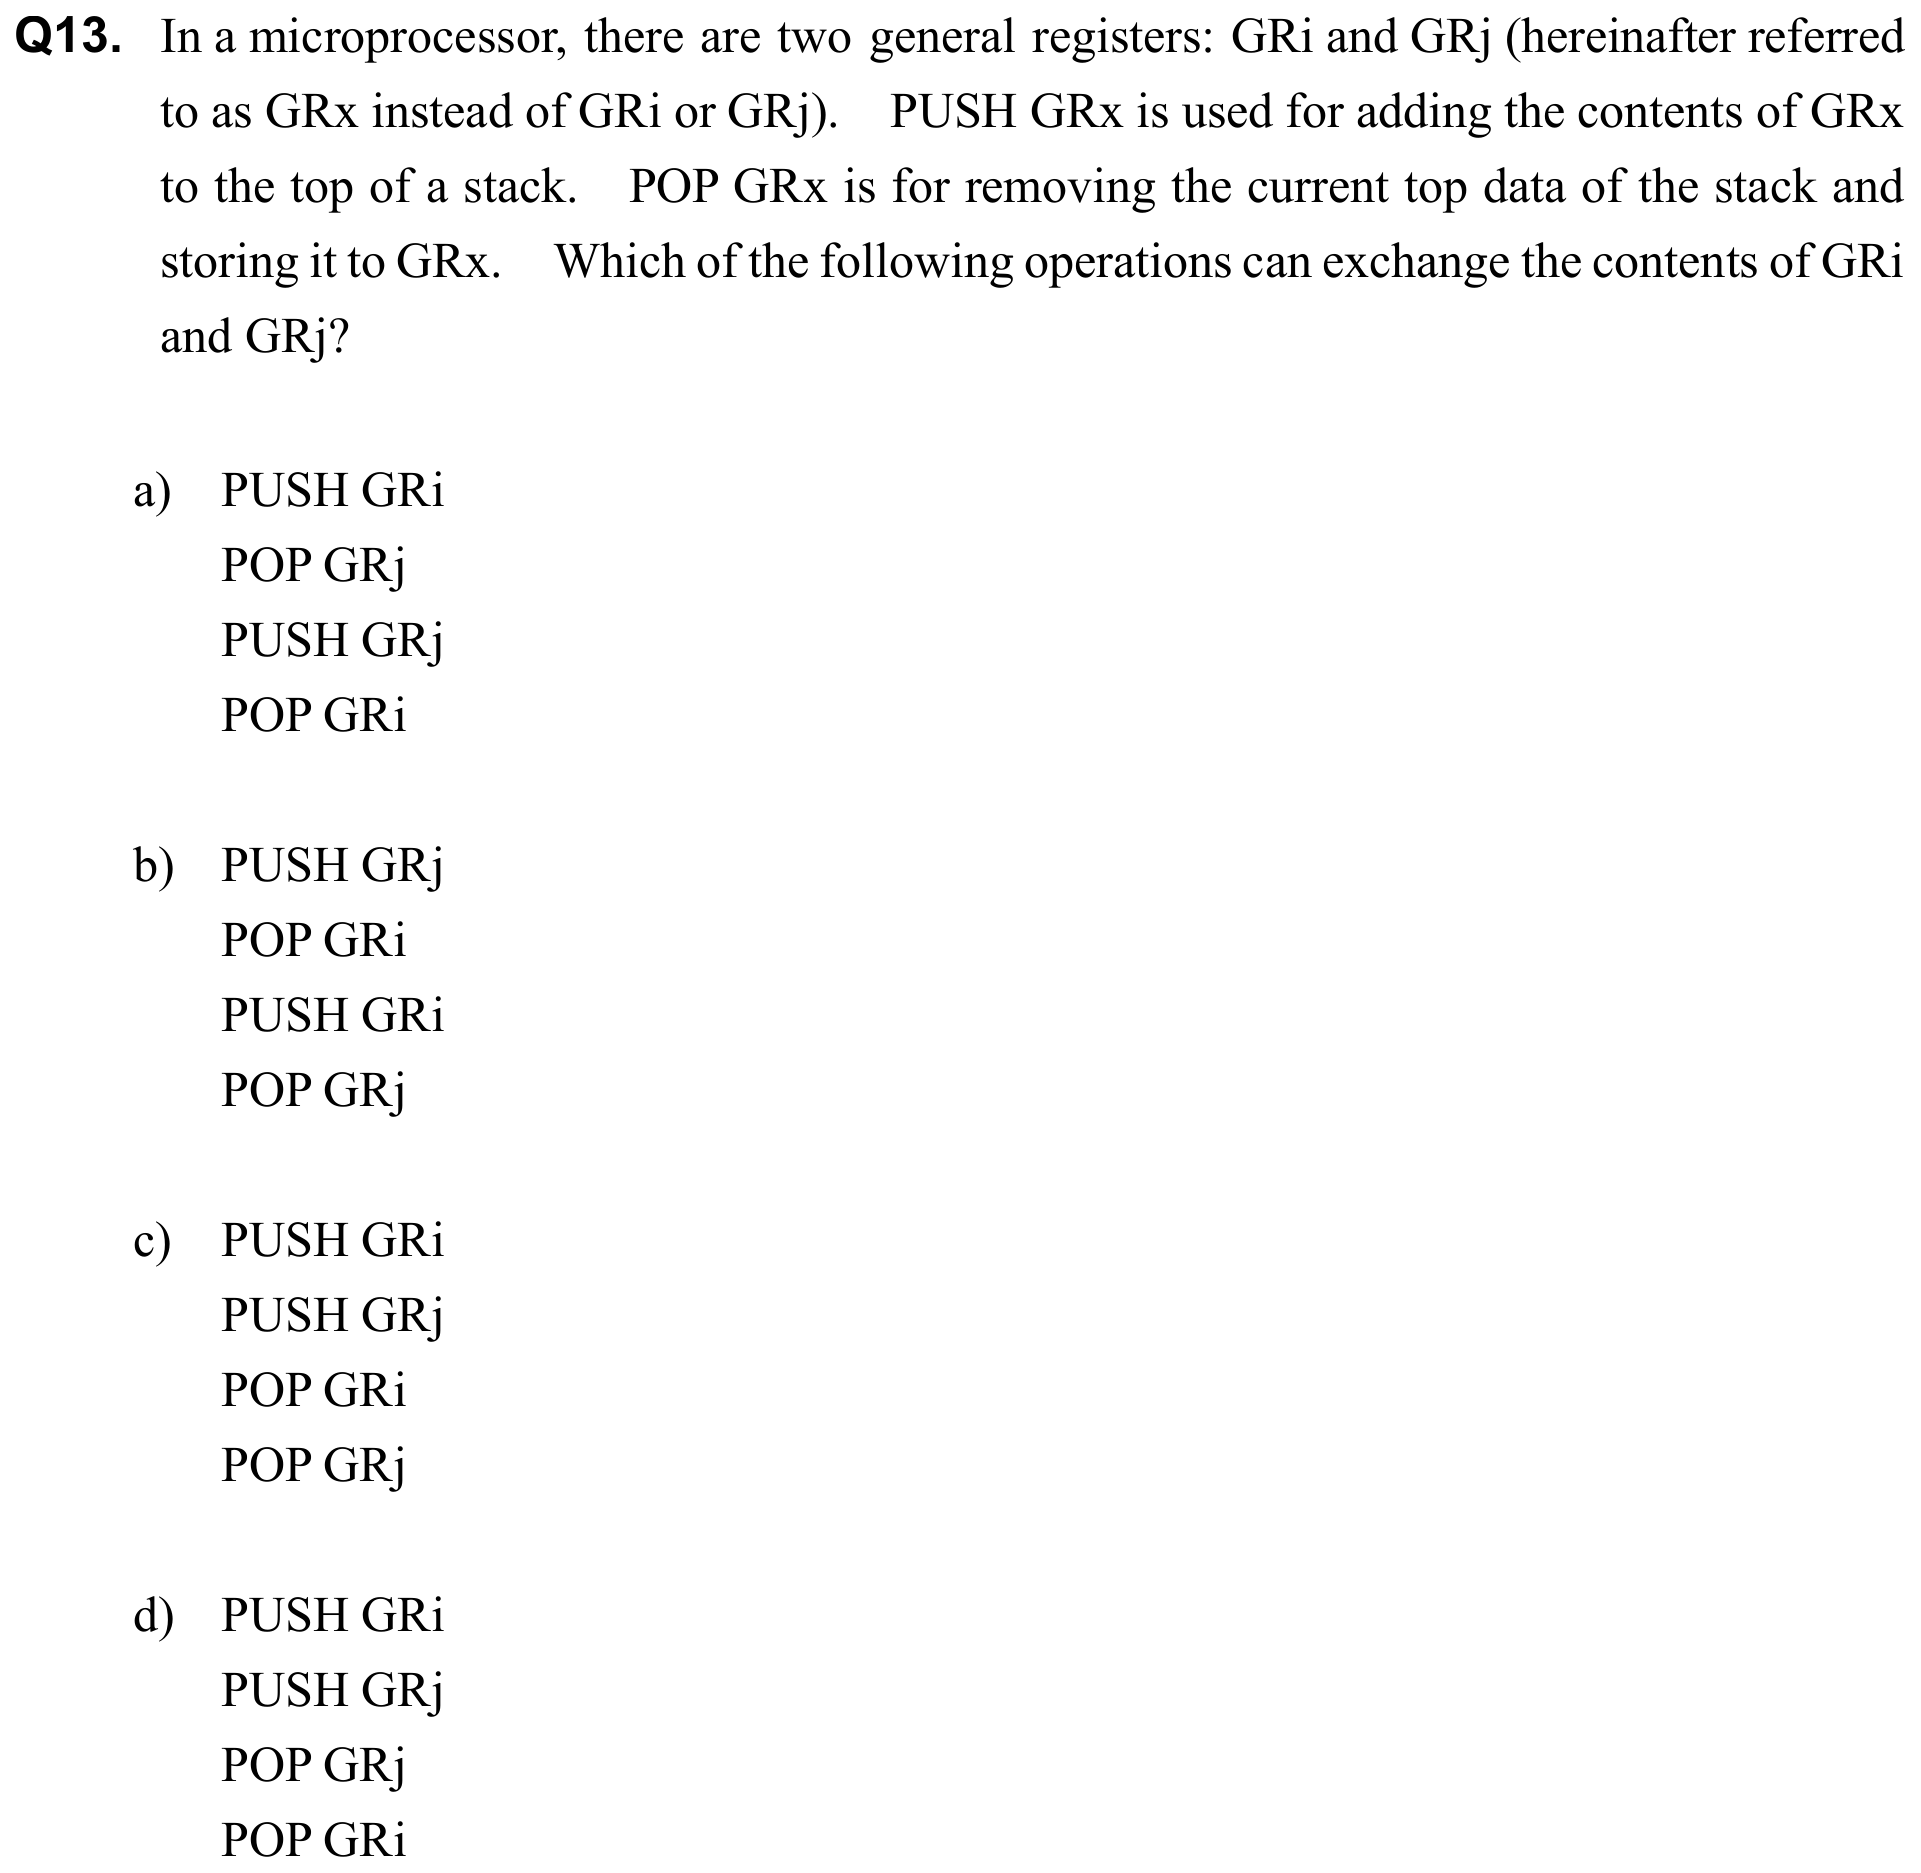 Q13. In a microprocessor, there are two general registers: GRi and GRj (hereinafter referred
to as GRx instead of GRi or GRj). PUSH GRx is used for adding the contents of GRx
to the top of a stack. POP GRx is for removing the current top data of the stack and
storing it to GRx. Which of the following operations can exchange the contents of GRi
and GRj?
a) PUSH GRi
POP GRj
PUSH GRj
POP GRi
b) PUSH GRj
POP GRi
PUSH GRi
POP GRj
c) PUSH GRi
PUSH GRj
POP GRi
POP GRj
d) PUSH GRi
PUSH GRj
POP GRj
POP GRi